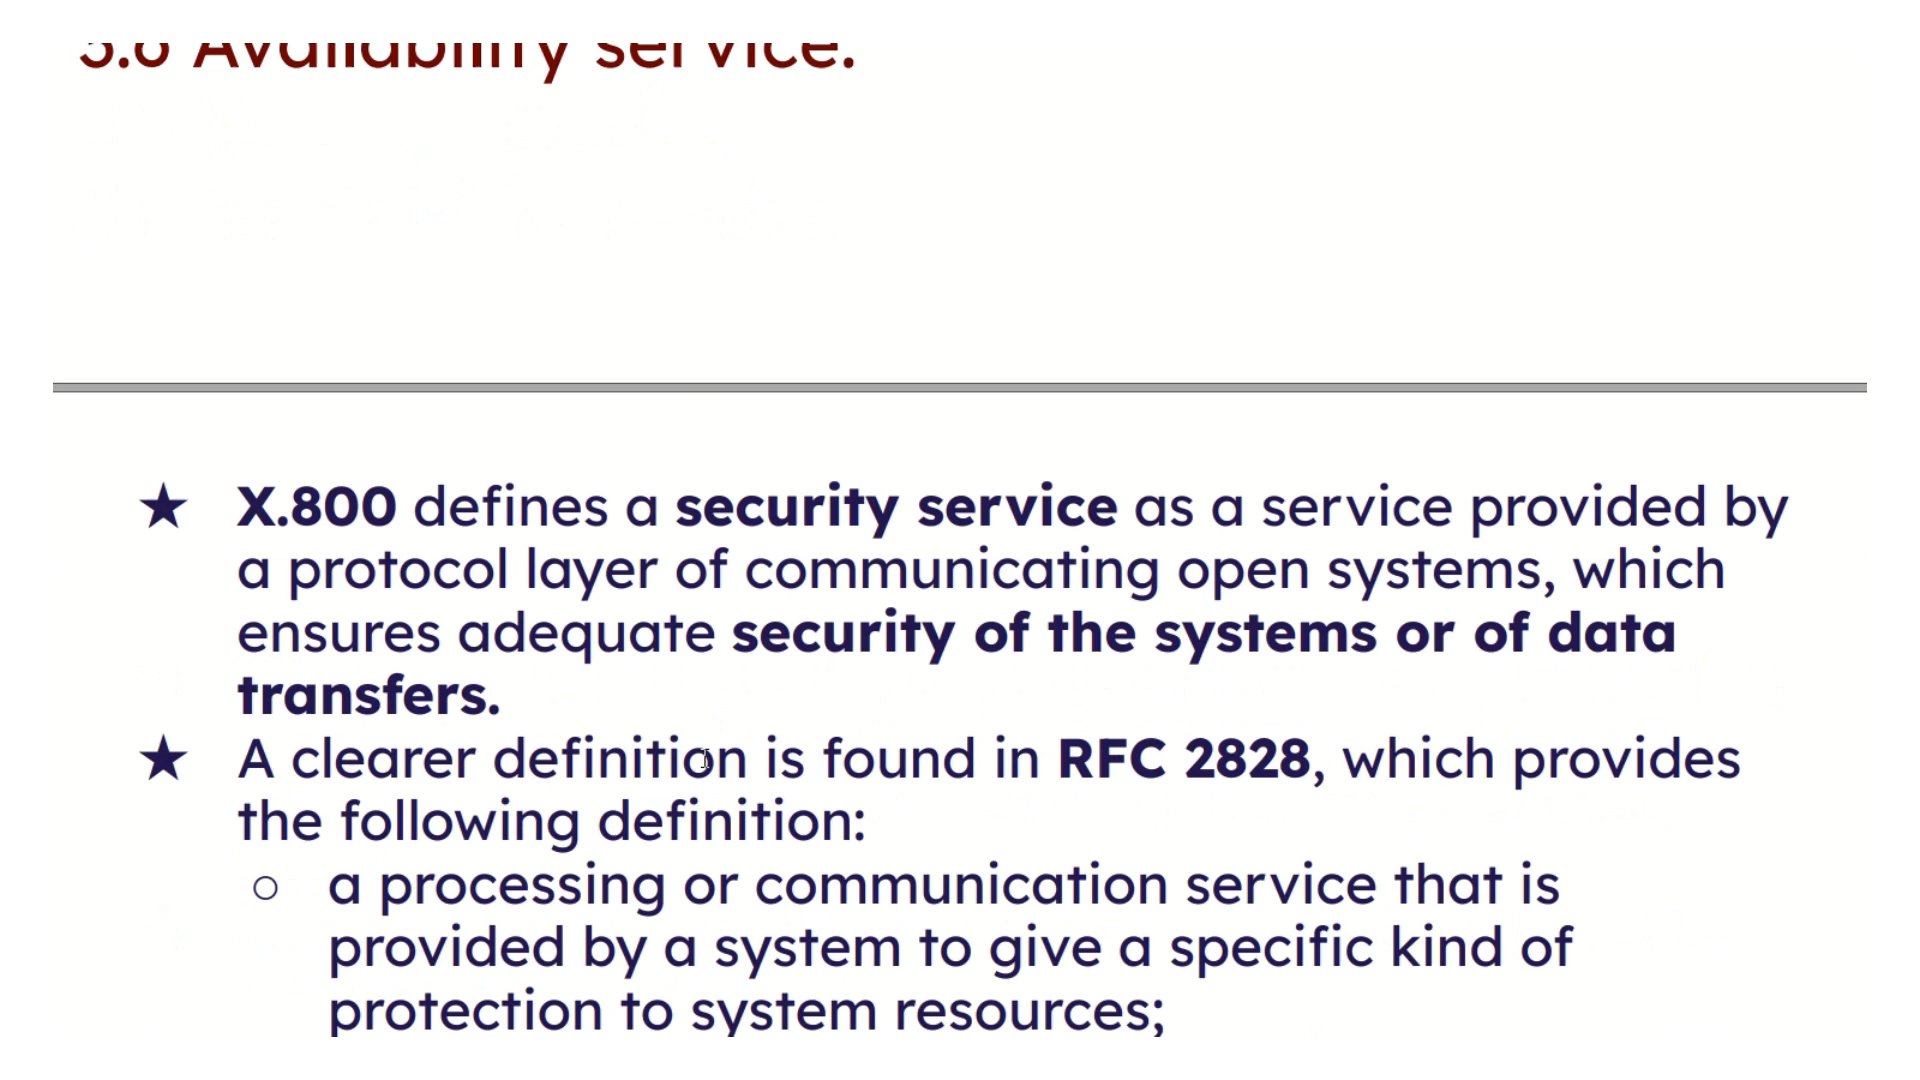 Availability service.
★ X.800 defines a security service as a service provided by
a protocol layer of communicating open systems, which
ensures adequate security of the systems or of data
transfers.
★ A clearer definition is found in RFC 2828, which provides
the following definition:
○ a processing or communication service that is
provided by a system to give a specific kind of
protection to system resources;